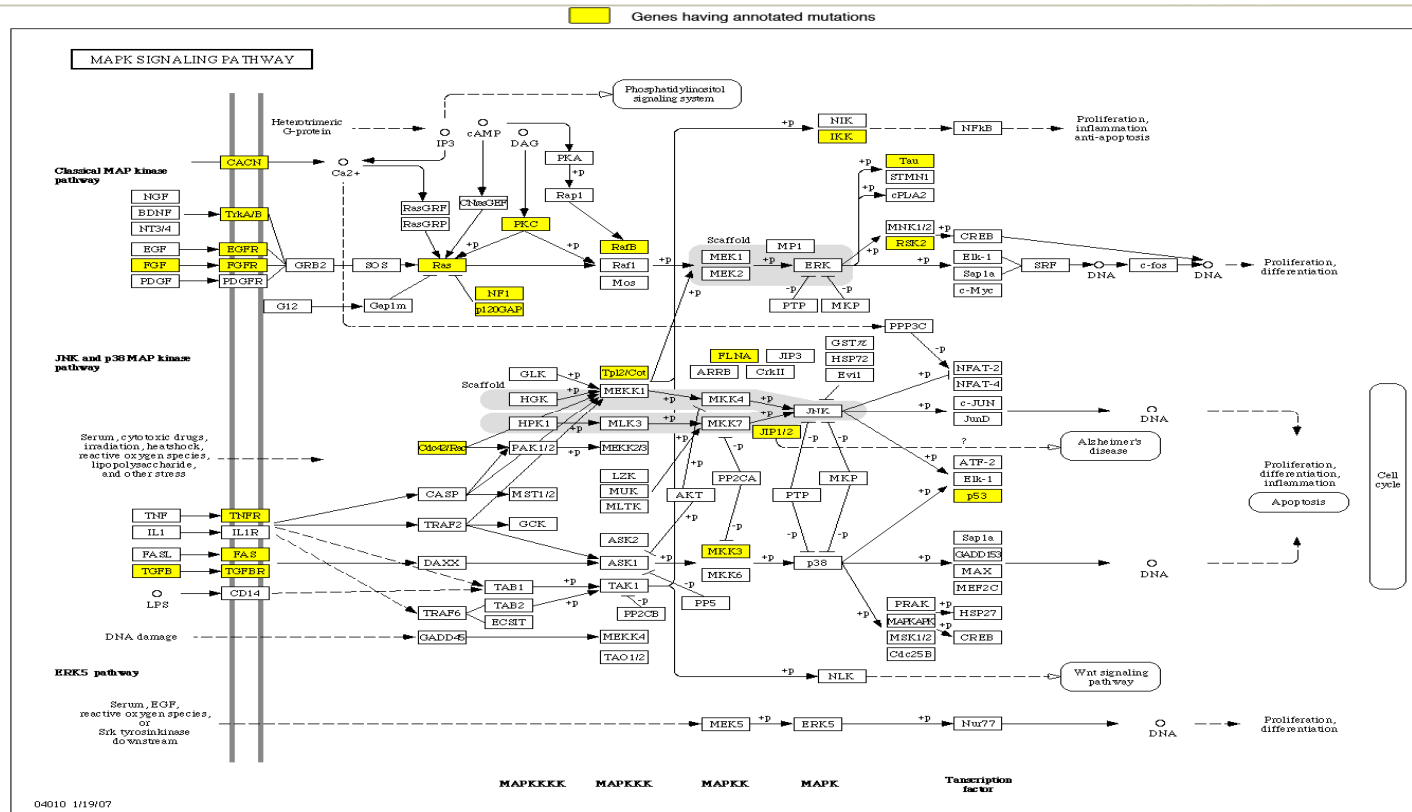 Genes having annotated mutations
MAPK SIGNALING PATHWAY
Phosphatidylinositol
signaling system
Heterotrimeric
G-protein
IP3
cAMP
DAG
PKA
+p
Rap1
+p
NIK
IKK
NFkB
Proliferation,
inflammation
anti-apoptosis
Classical MAP kinase
pathway
CACN
Ca2+
NGF
BDNF
NT3/4
TrkA/B
EGF
EGFR
FGF
FGFR
PDGF
PDGFR
GRB2
SOS
G12
Gap1m
RasGRF
RasGRP
CNrasGEF
PKC
+p
+p
Ras
NF1
p120GAP
RafB
Raf1
Mos
+p
+p
Scaffold
MEK1
MEK2
+p
MP1
ERK
-p
-p
PTP
MKP
+p
Tau
STMN1
+p
cPLA2
+p
MNK1/2
RSK2
CREB
+p
Elk-1
Sap1a
c-Myc
SRF
DNA
c-fos
DNA
Proliferation,
differentiation
PPP3C
-p
JNK and p38 MAP kinase
pathway
Scaffold
GLK
HGK
HPK1
+p
+p
+p
+p
Tpl2/Cot
MEKK1
MLK3
MEKK2/3
+p
+p
FLNA
JIP3
ARRB
CrkII
GSTπ
HSP72
Evi1
MKK4
MKK7
+p
+p
JNK
JIP1/2
NFAT-2
NFAT-4
+p
c-JUN
JunD
+p
DNA
?
Alzheimer's
disease
+p
ATF-2
Elk-1
p53
+p
Serum, cytotoxic drugs,
irradiation, heatshock,
reactive oxygen species,
lipopolysaccharide,
and other stress
Cdc42/Rac
PAK1/2
+p
LZK
MUK
MLTK
+p
+p
+p
AKT
PP2CA
-p
PTP
MKP
-p
-p
CASP
MST1/2
TNF
TNFR
IL1
IL1R
TRAF2
GCK
ASK2
FASL
FAS
DAXX
ASK1
+p
+p
MKK3
MKK6
+p
p38
TGFB
TGFBR
LPS
CD14
TAB1
+p
TAK1
TRAF6
TAB2
ECSIT
+p
-p
PP2CB
-p
PP5
DNA damage
GADD45
MEKK4
TAO1/2
+p
Sap1a
GADD153
MAX
MEF2C
DNA
+p
PRAK
MAPKAPK
MSK1/2
Cdc25B
+p
+p
HSP27
CREB
Proliferation,
differentiation,
inflammation
Apoptosis
Cell
cycle
ERK5 pathway
+p
NLK
Wnt signaling
pathway
Serum, EGF,
reactive oxygen species,
or
Srk tyrosinkinase
downstream
MEK5
+p
ERK5
+p
Nur77
DNA
Proliferation,
differentiation
MAPKKKK
MAPKKK
MAPKK
MAPK
Tanscription
factor
04010 1/19/07